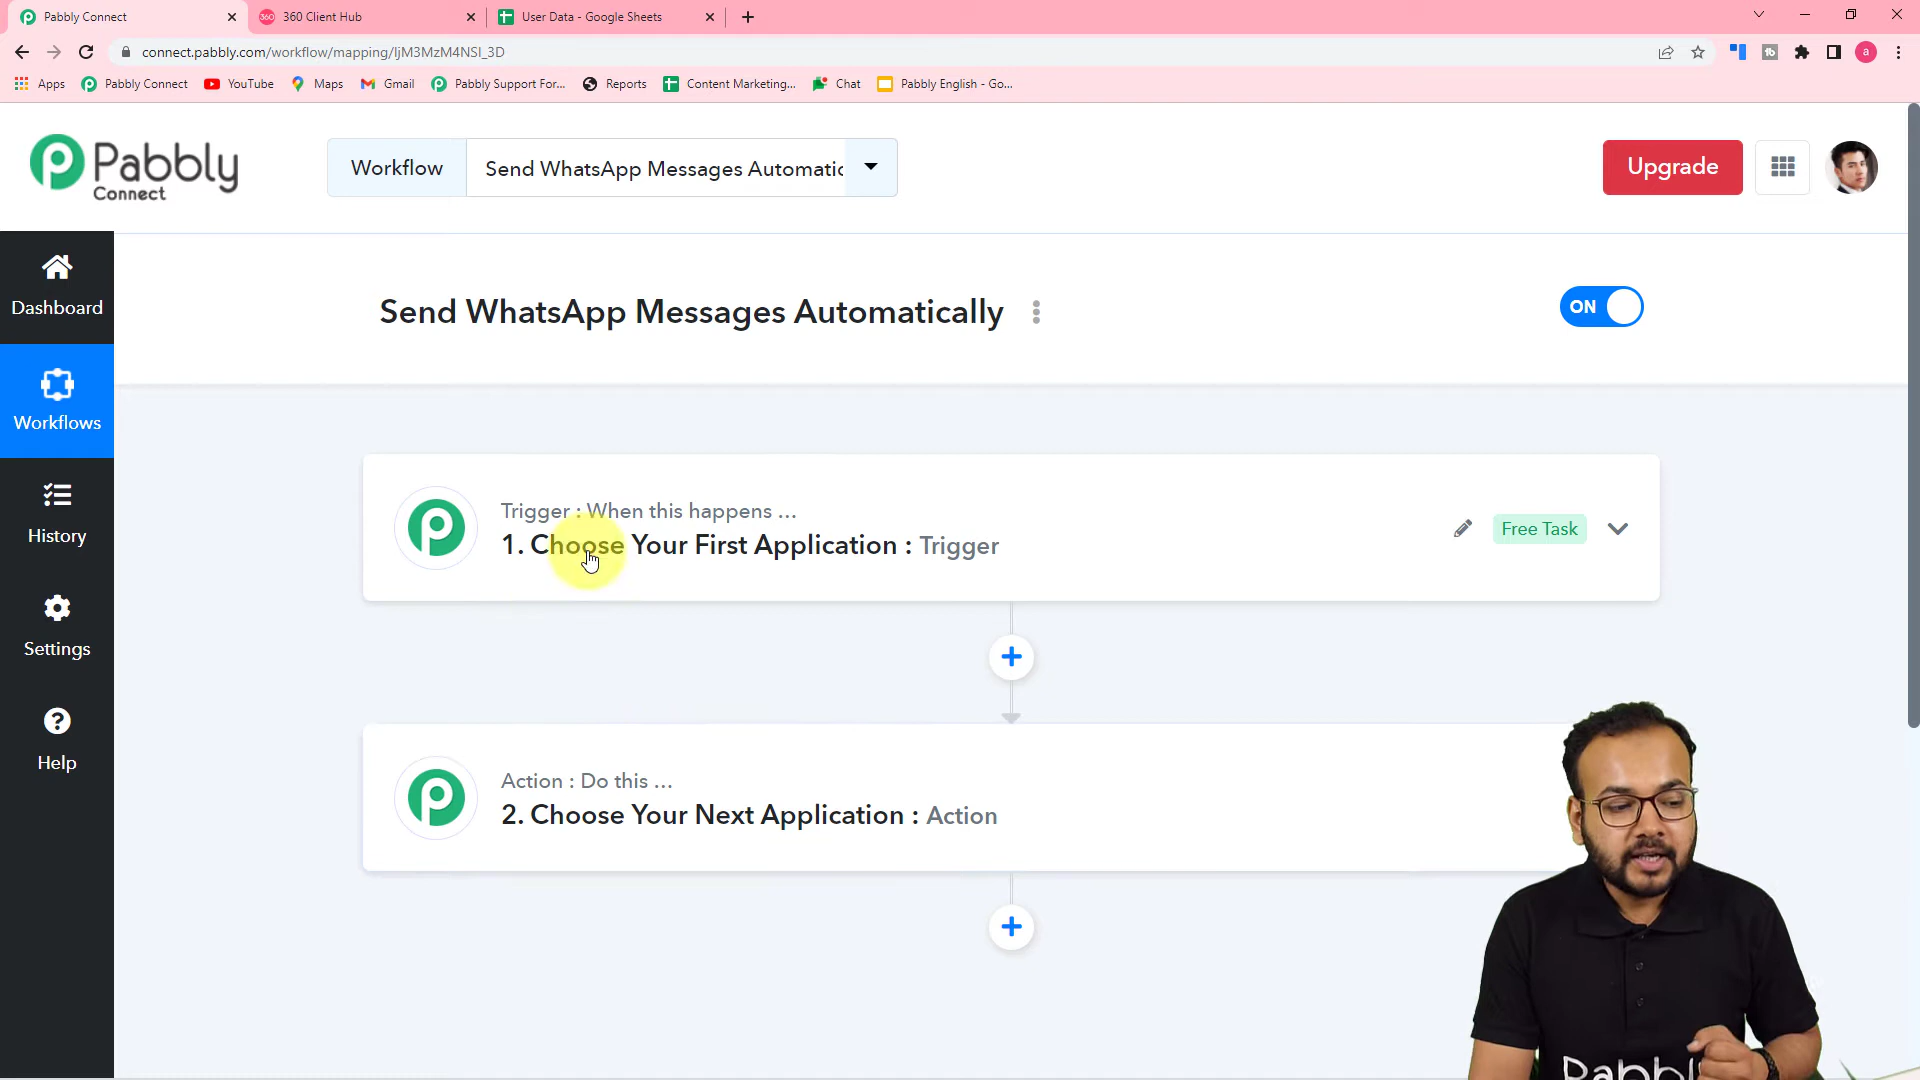 Pabbly Connect
360 Client Hub
User Data - Google Sheets
connect.pabbly.com/workflow/mapping/IjM3MzM4NSI_3D
a
Apps
Pabbly Connect
YouTube
Maps
Gmail
Pabbly Support For...
Reports
Content Marketing...
Chat
Pabbly English - Go...
Pabbly
Connect
Workflow
Send WhatsApp Messages Automatic
Upgrade
Dashboard
Workflows
History
Settings
Help
Send WhatsApp Messages Automatically
ON
Trigger : When this happens ...
1. Choose Your First Application : Trigger
Free Task
Action : Do this ...
2. Choose Your Next Application : Action
Pabbly